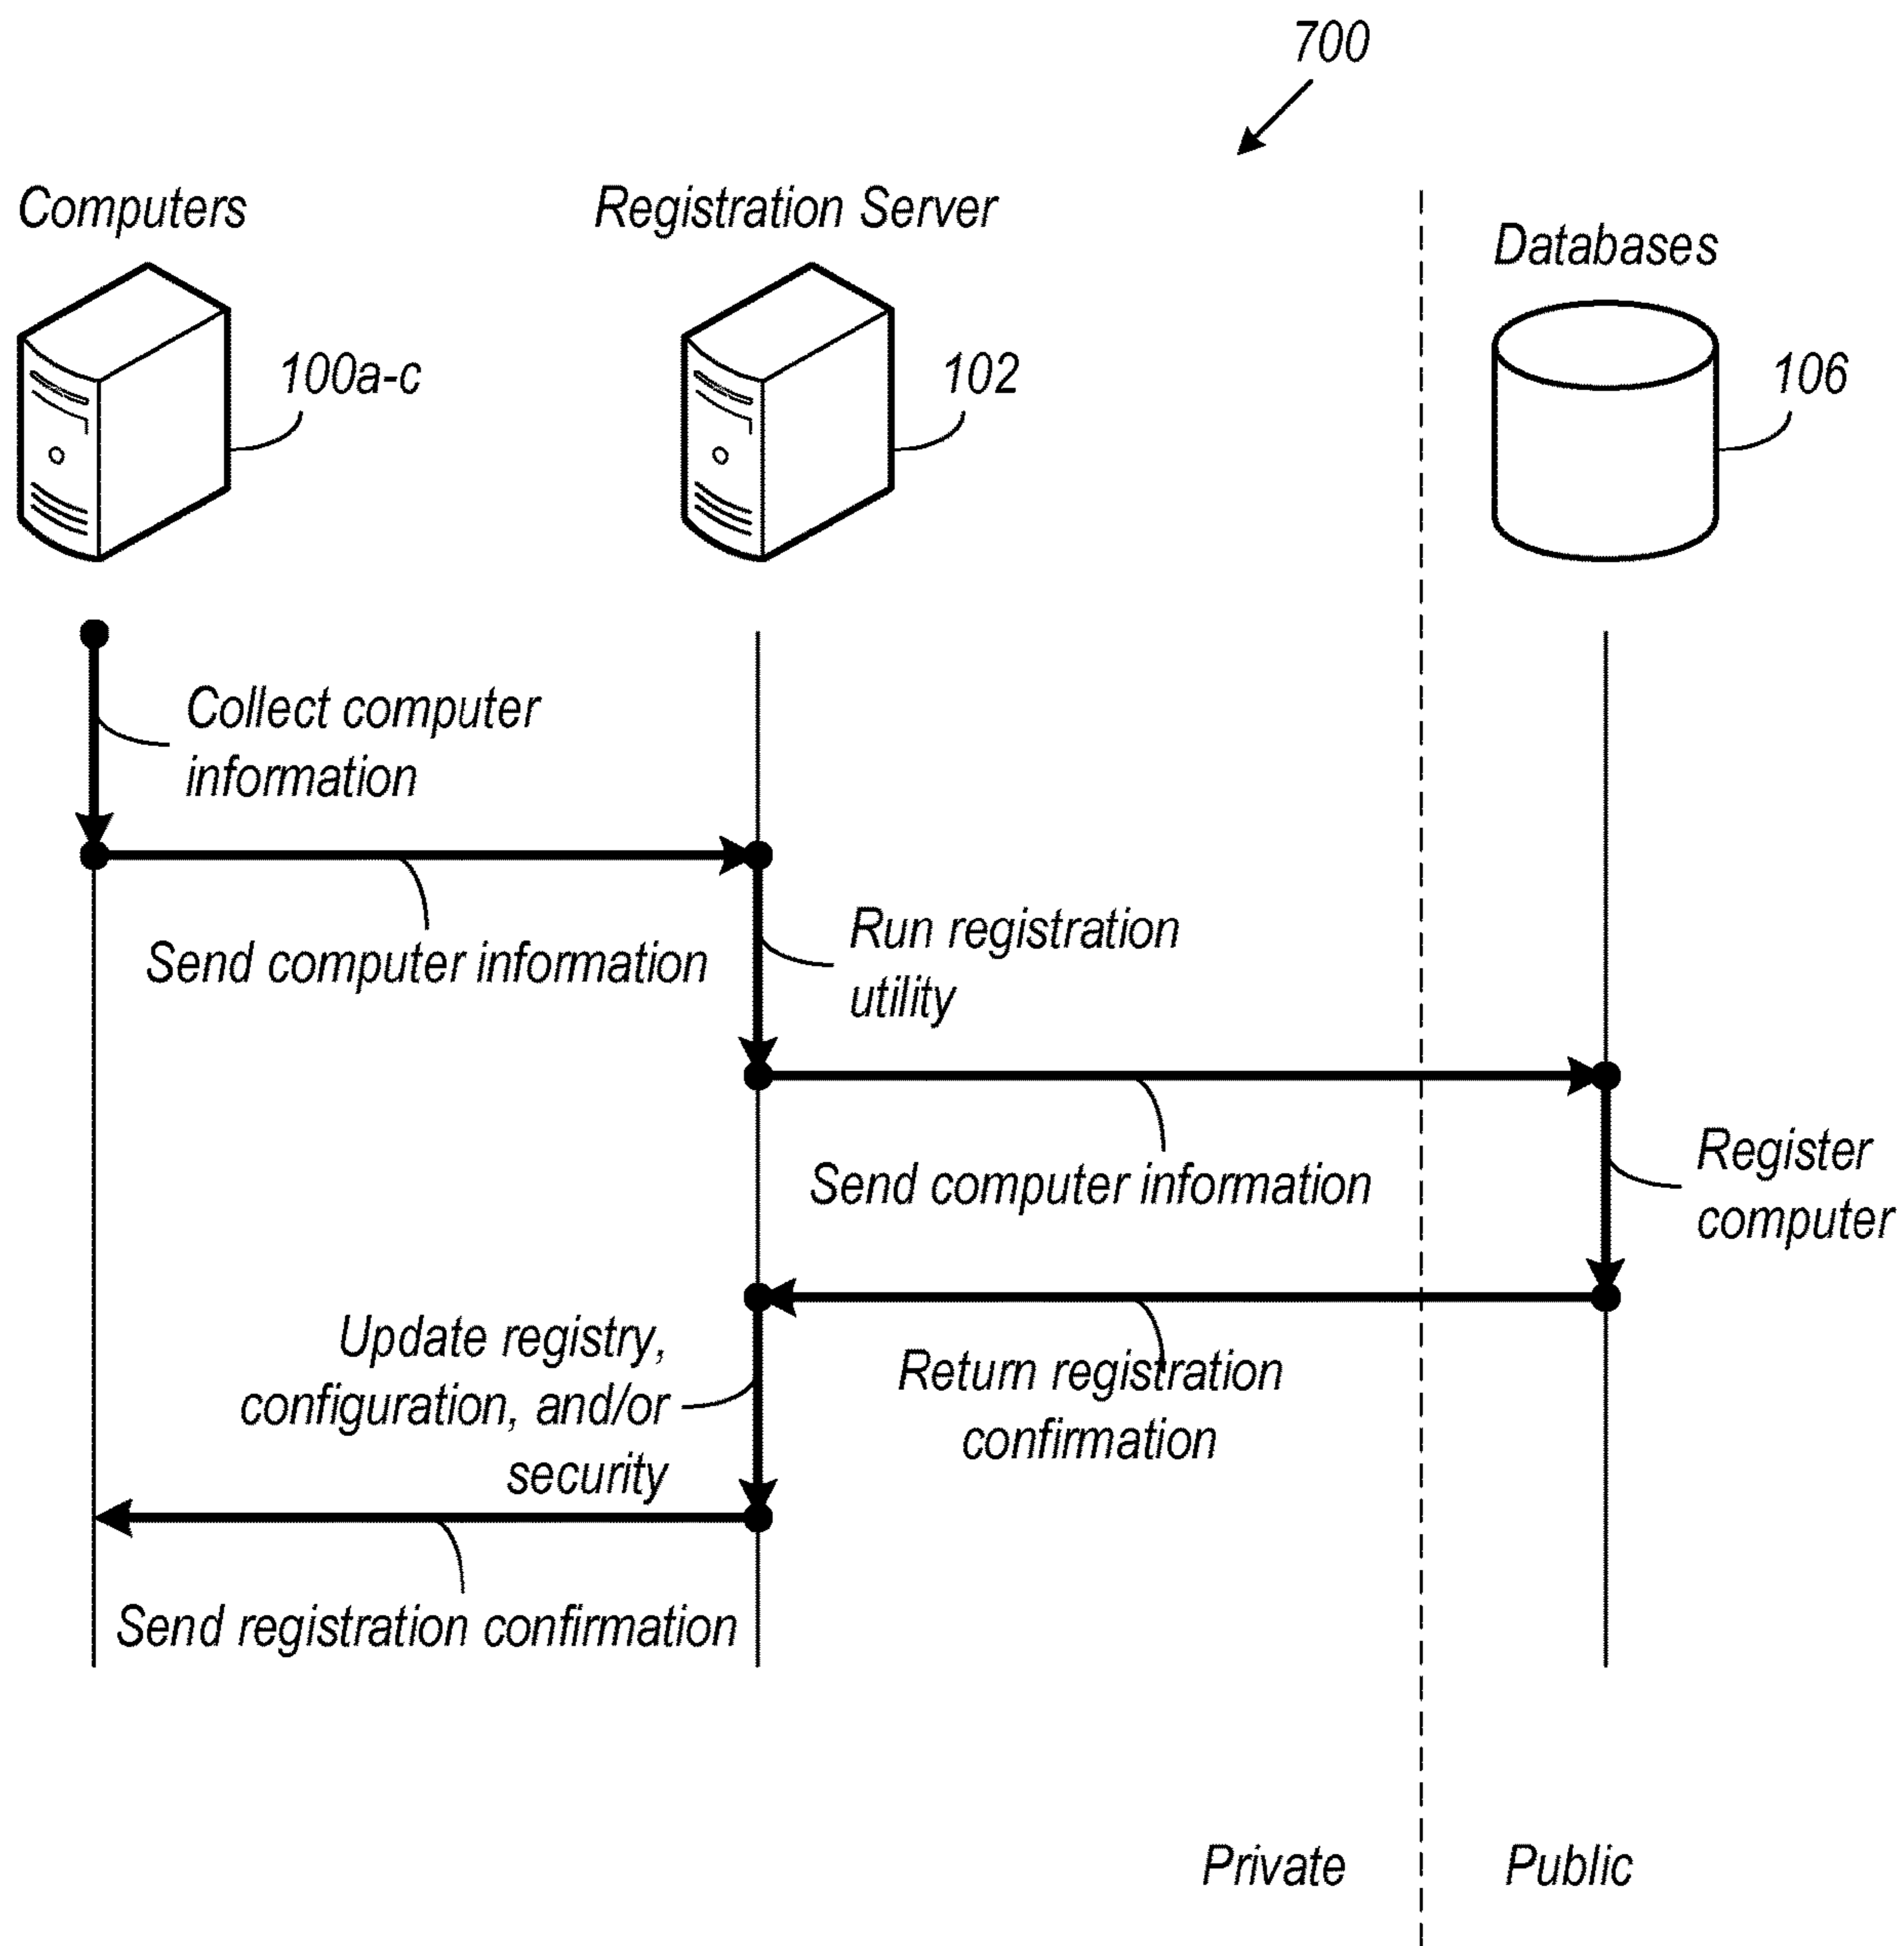 700
Computers
Registration Server
Databases
100a-c
102
106
Collect computer
information
Send computer information
Run registration
utility
Send computer information
Register
computer
Update registry,
configuration, and/or
security
Return registration
confirmation
Send registration confirmation
Private
Public